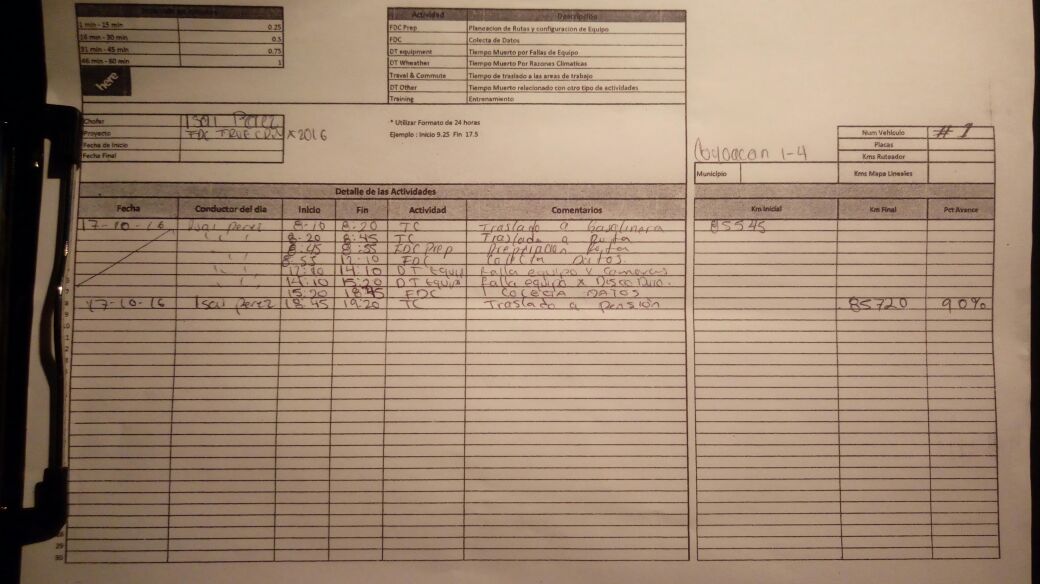 1 min - 15 min 0.25
16 min - 30 min 0.5
31 min - 45 min 0.75
46 min - 60 min 1
here
Actividad Descripción
FDC Prep Planeacion de Rutas y configuración de Equipo
FDC Colecta de Datos
DT equipment Tiempo Muerto por Fallas de Equipo
DT Wheather Tiempo Muerto Por Razones Climaticas
Travel & Commute Tiempo de traslado a las areas de trabajo
DT Other Tiempo Muerto relacionado con otro tipo de actividades
Training Entrenamiento
Chofer Isai Perez
Proyecto FDC TRUE MX 2016
Fecha de Inicio
Fecha Final
* Utilizar Formato de 24 horas
Ejemplo : Inicio 9.25 Fin 17.5
Coyoacan 1-4
Municipio
Num Vehículo # 1
Placas
Kms Ruteador
Kms Mapa Lineales
Detalle de las Actividades
Fecha Conductor del dia Inicio Fin Actividad Comentarios Km Inicial Km Final Pct Avance
17-10-16 Isai perez 8:10 8:20 TC Traslado a gasolinera 85545
8:20 8:45 TC Traslado a Ruta
8:45 8:55 FDC Prep Prepracion Ruta
8:55 FDC Datos.
14:10 DT Equip Falla equipo x Camaras
14:10 15:20 DT Equip Falla equipo x Disco Duro.
15:20 18:45 FDC COLECTA DATOS
17-10-16 Isai perez 18:45 19:20 TC Traslado a pension 85720 90%
29
30